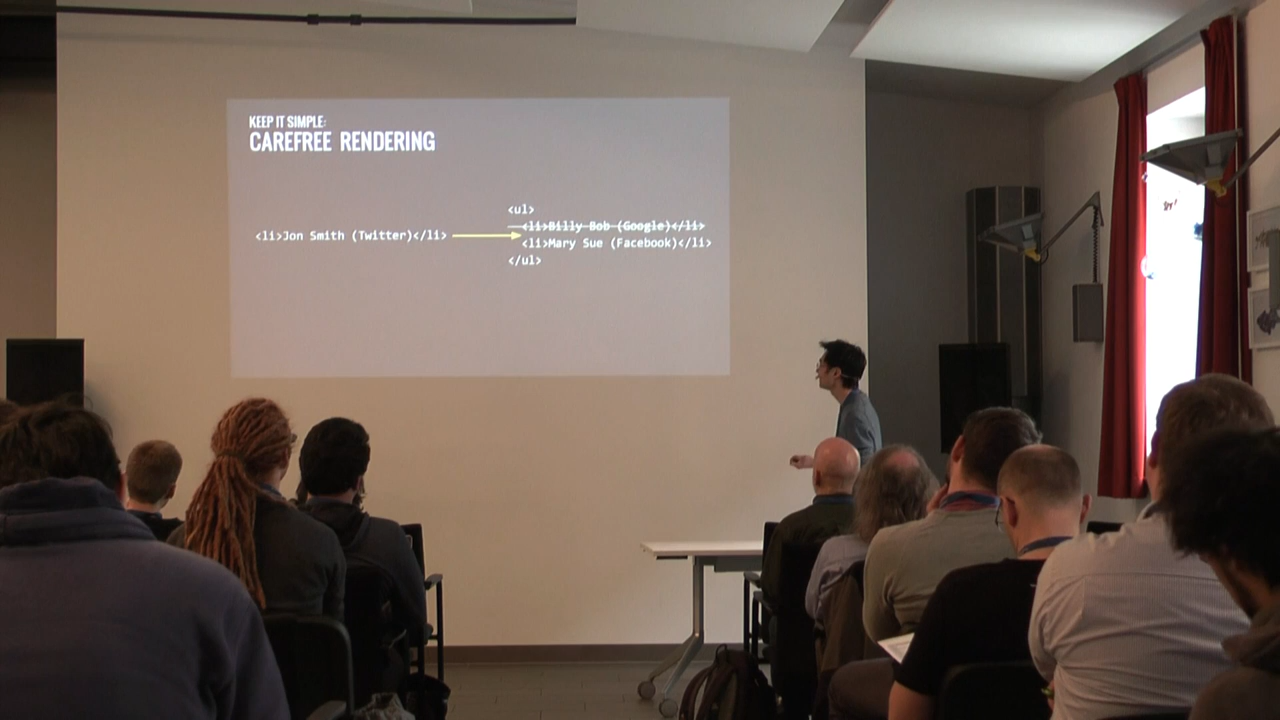 KEEP IT SIMPLE:
CAREFREE RENDERING
<ul>
<li>Billy Bob (Google)</li>
<li>Jon Smith (Twitter)</li>
<li>Mary Sue (Facebook)</li>
</ul>